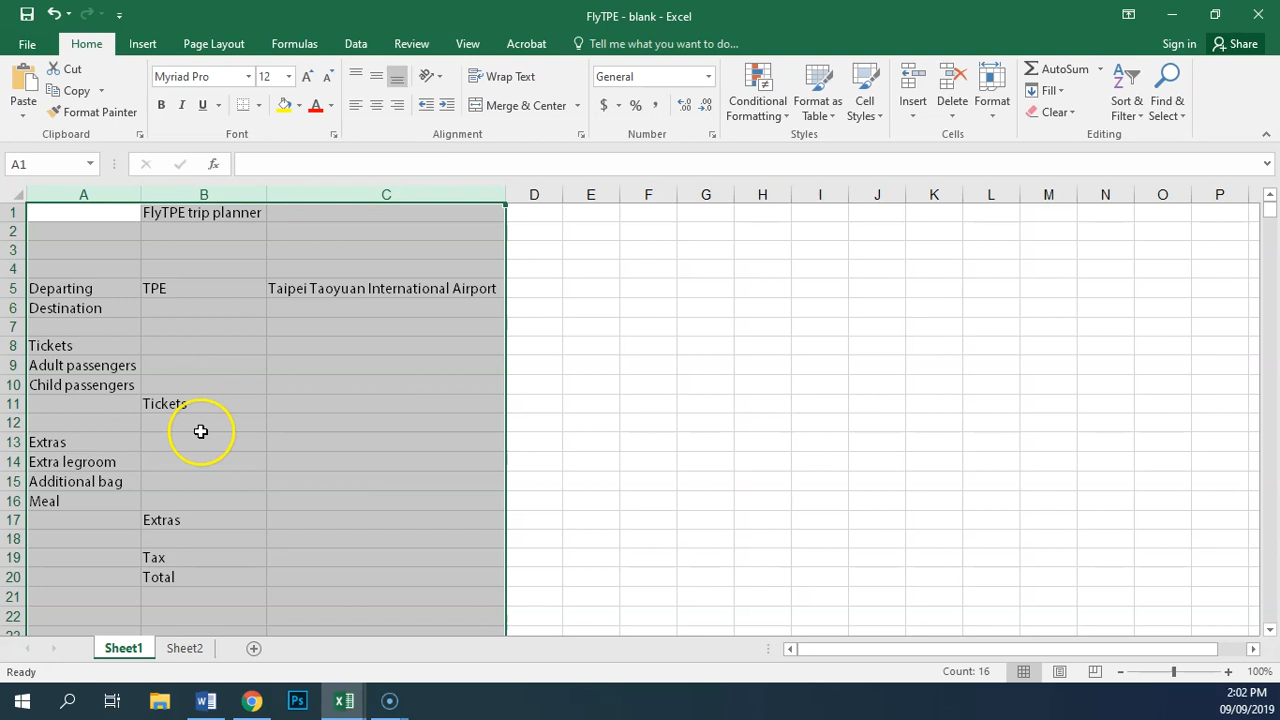 FlyTPE - blank - Excel
File Home Insert Page Layout Formulas Data Review View Acrobat Tell me what you want to do... Sign in Share
Paste
Cut
Copy
Format Painter
Clipboard
Myriad Pro 12
B I U
Font
Wrap Text
Merge & Center
Alignment
General
$ % ,
Number
Conditional Formatting
Format as Table
Cell Styles
Styles
Insert
Delete
Format
Cells
AutoSum
Fill
Clear
Sort & Filter
Find & Select
Editing
A1
fx
A B C D E F G H I J K L M N O P
1 FlyTPE trip planner
2
3
4
5 Departing TPE Taipei Taoyuan International Airport
6 Destination
7
8 Tickets
9 Adult passengers
10 Child passengers
11 Tickets
12
13 Extras
14 Extra legroom
15 Additional bag
16 Meal
17 Extras
18
19 Tax
20 Total
21
22
Sheet1 Sheet2
Ready Count: 16 100%
2:02 PM
09/09/2019